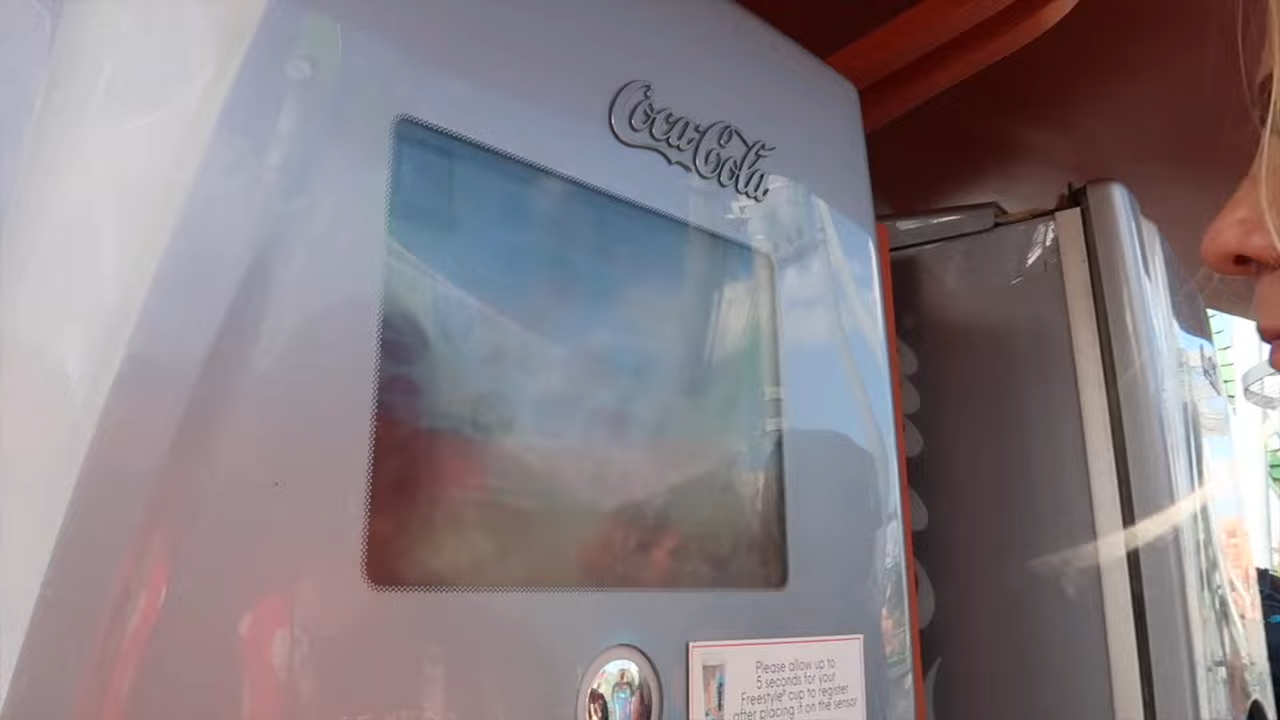 Coca-Cola
Please allow up to
5 seconds for your
Freestyle® cup to register
after placing it on the sensor